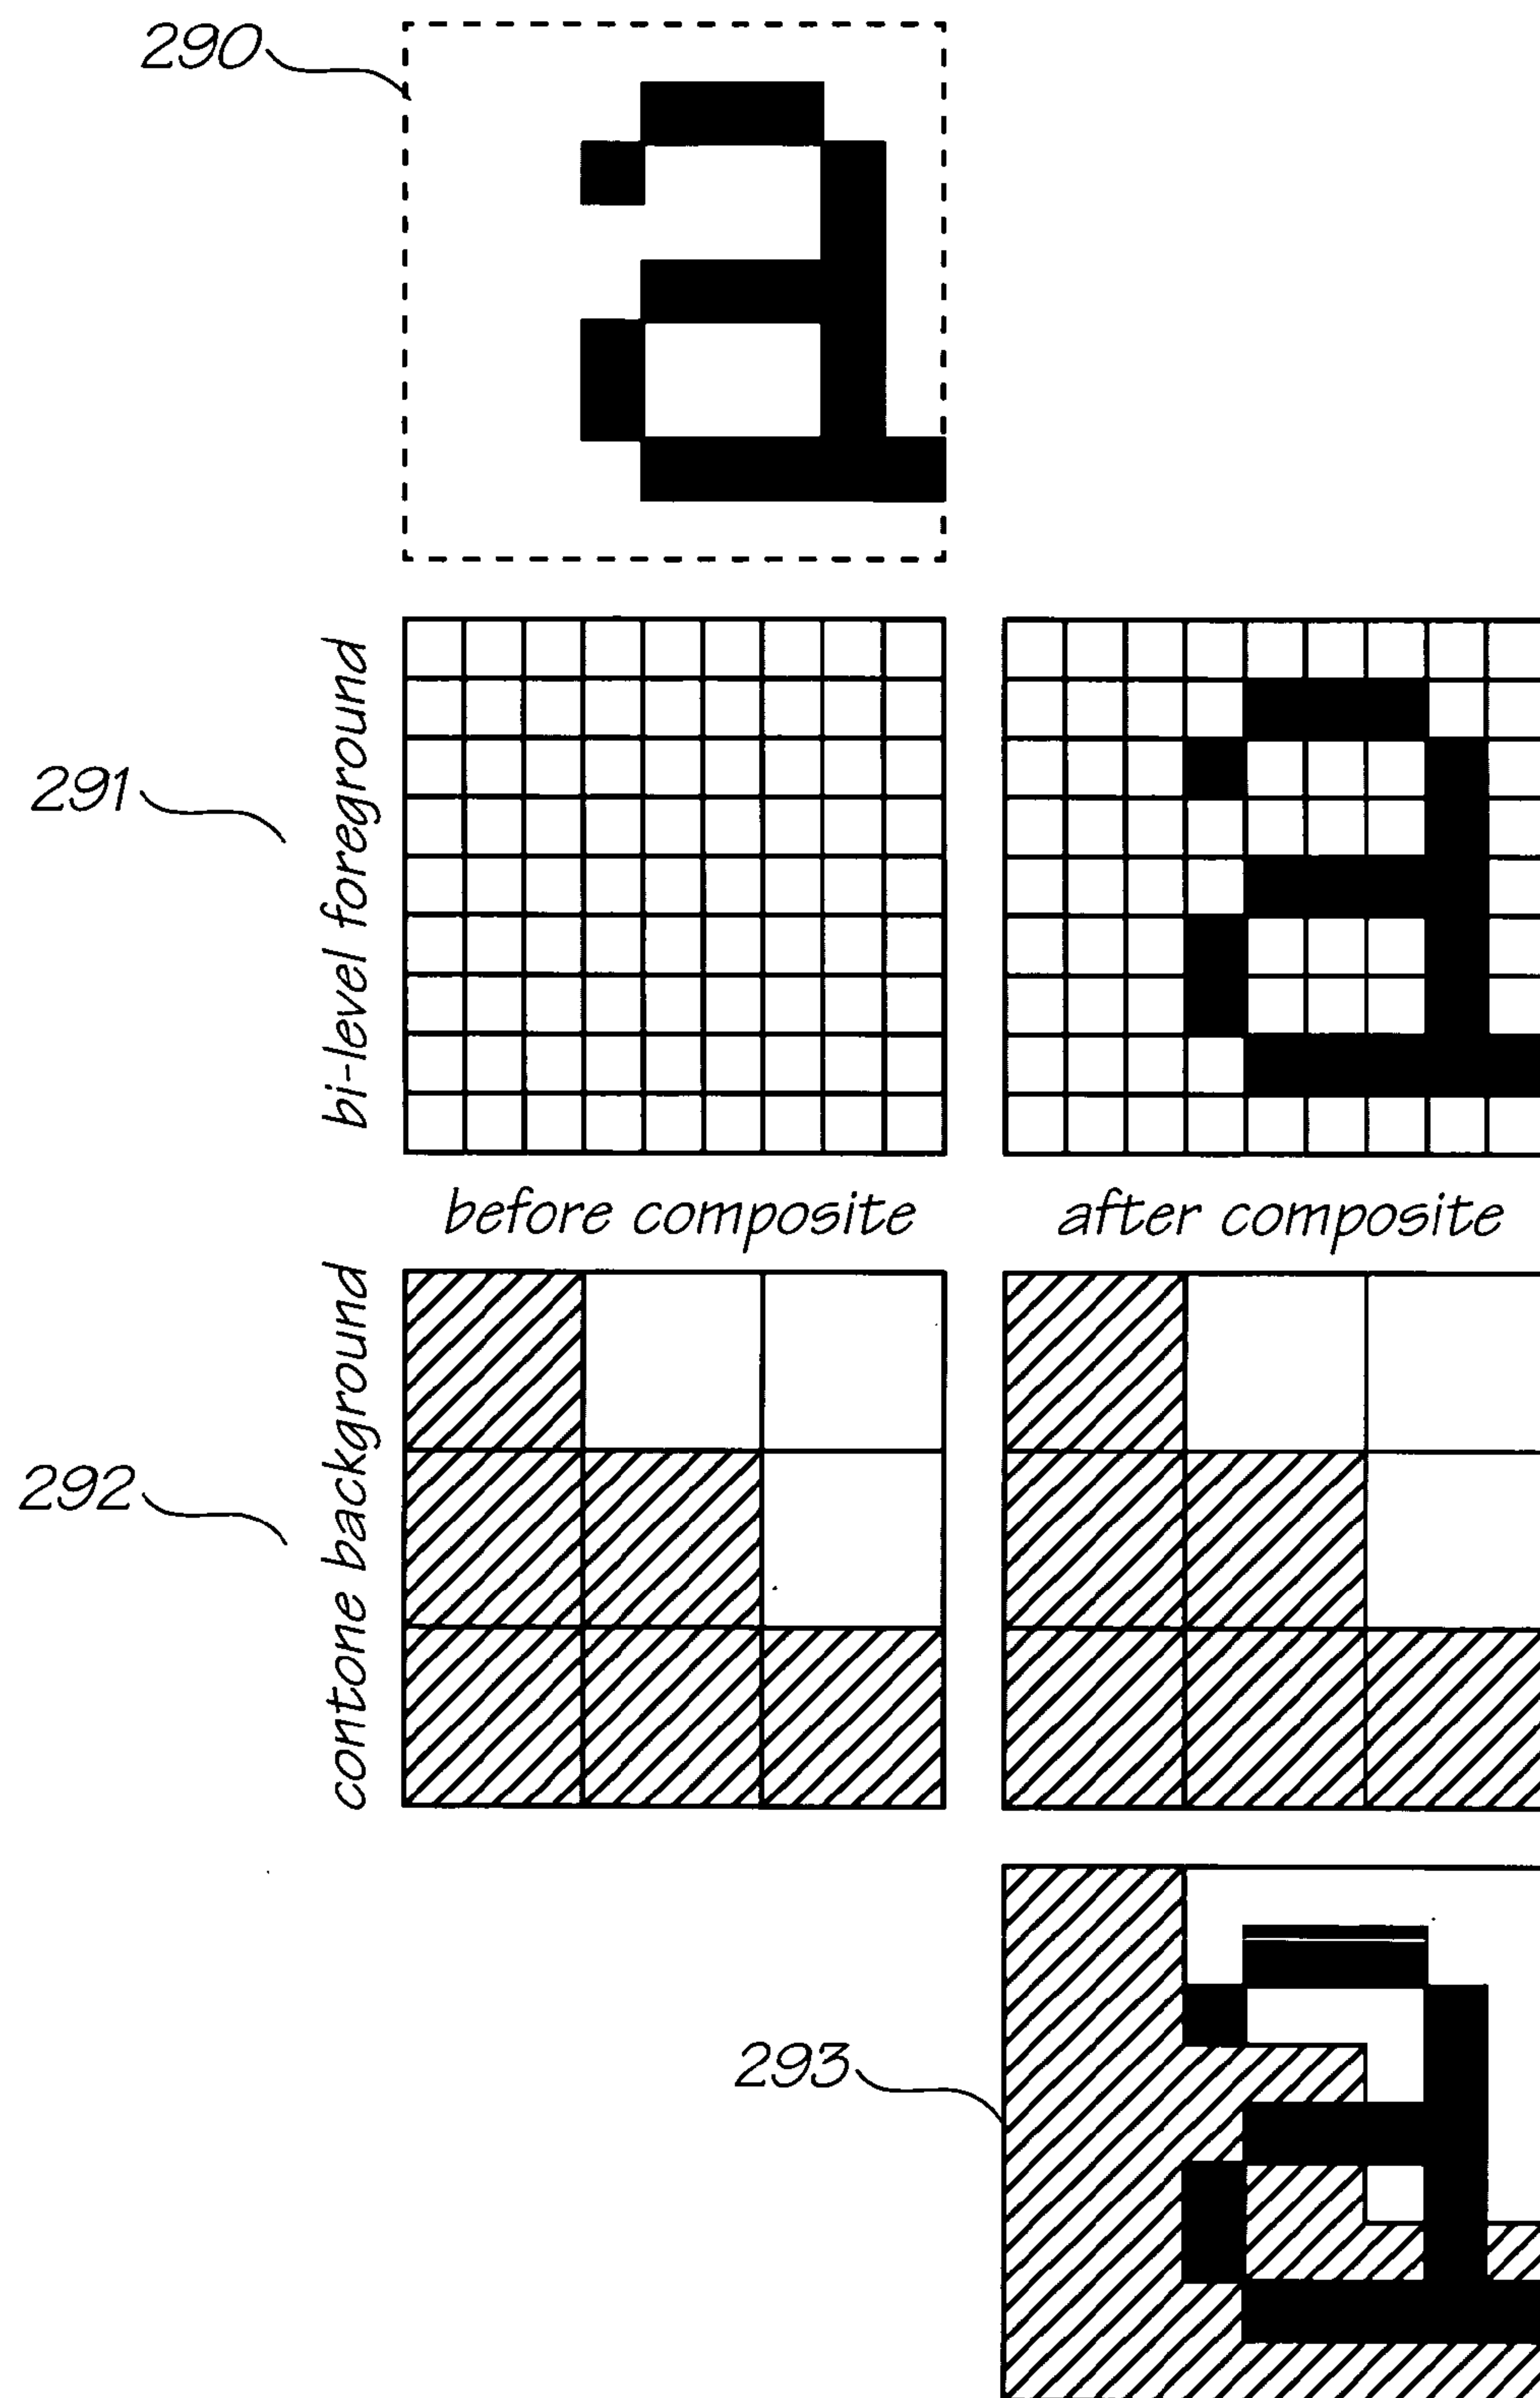 290
a
291
bi-level foreground
before composite
after composite
292
contone background
293
a